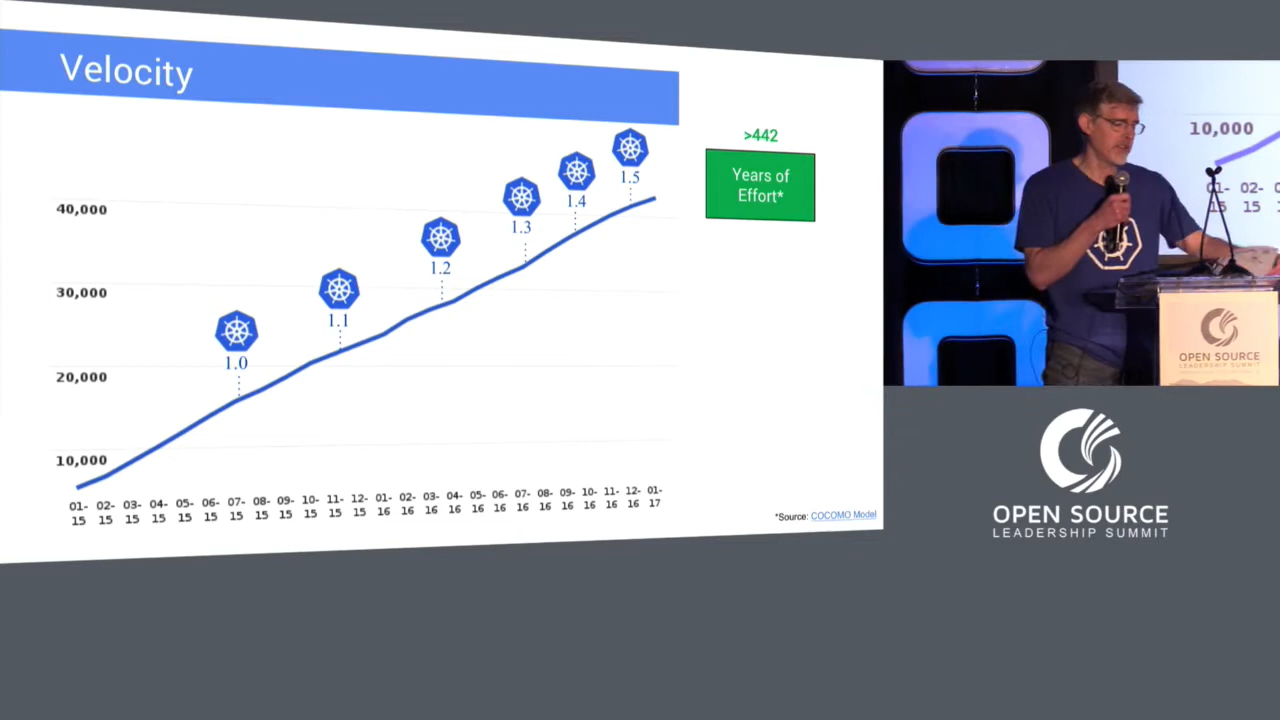 Velocity
>442
Years of
Effort*
40,000
30,000
20,000
10,000
1.0
1.1
1.2
1.3
1.4
1.5
01-15 02-15 03-15 04-15 05-15 06-15 07-15 08-15 09-15 10-15 11-15 12-15 01-16 02-16 03-16 04-16 05-16 06-16 07-16 08-16 09-16 10-16 11-16 12-16 01-17
*Source: COCOMO Model
10,000
01- 02-
15 15
OPEN SOURCE
LEADERSHIP SUMMIT
OPEN SOURCE
LEADERSHIP SUMMIT